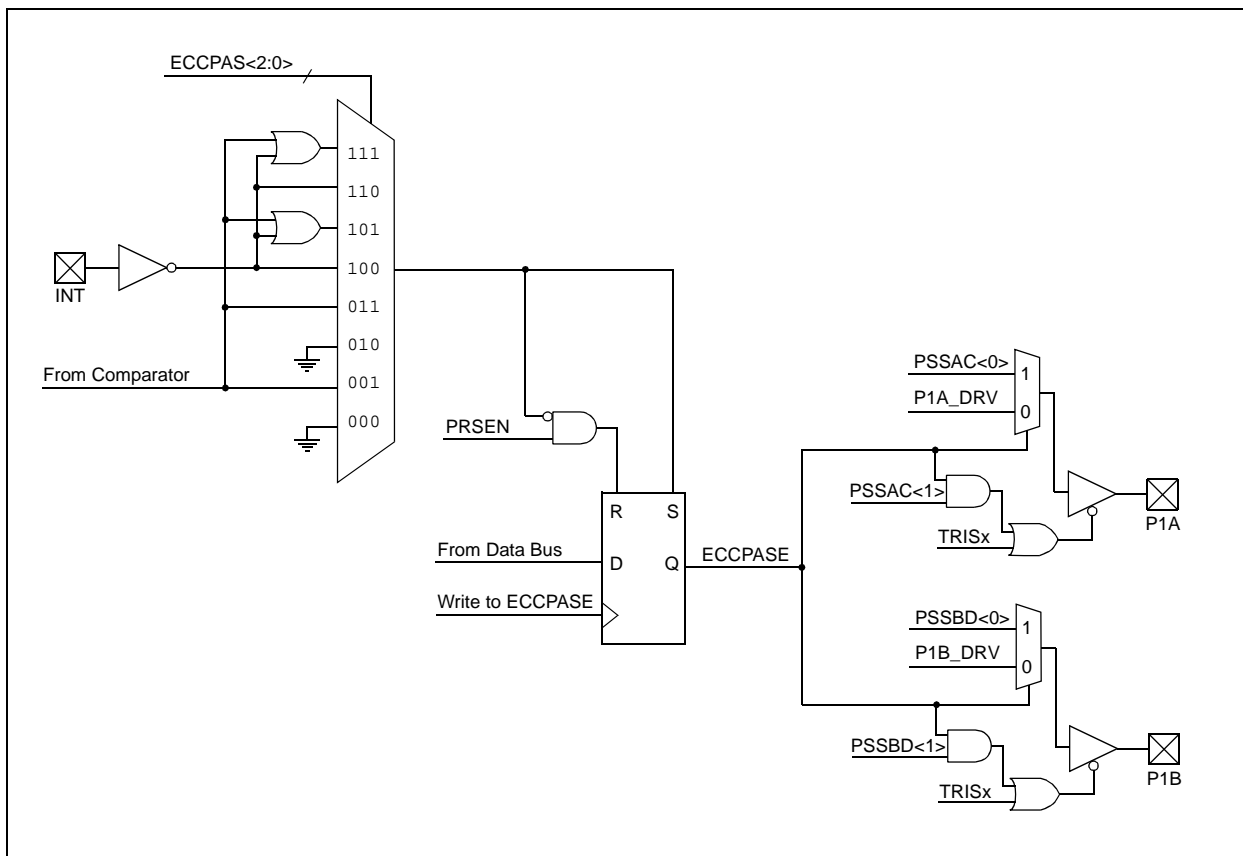 ECCPAS<2:0>
111
110
101
100
011
010
001
000
INT
From Comparator
PRSEN
R
S
From Data Bus
D
Q
ECCPASE
Write to ECCPASE
PSSAC<0>
1
P1A_DRV
0
PSSAC<1>
TRISx
P1A
PSSBD<0>
1
P1B_DRV
0
PSSBD<1>
TRISx
P1B